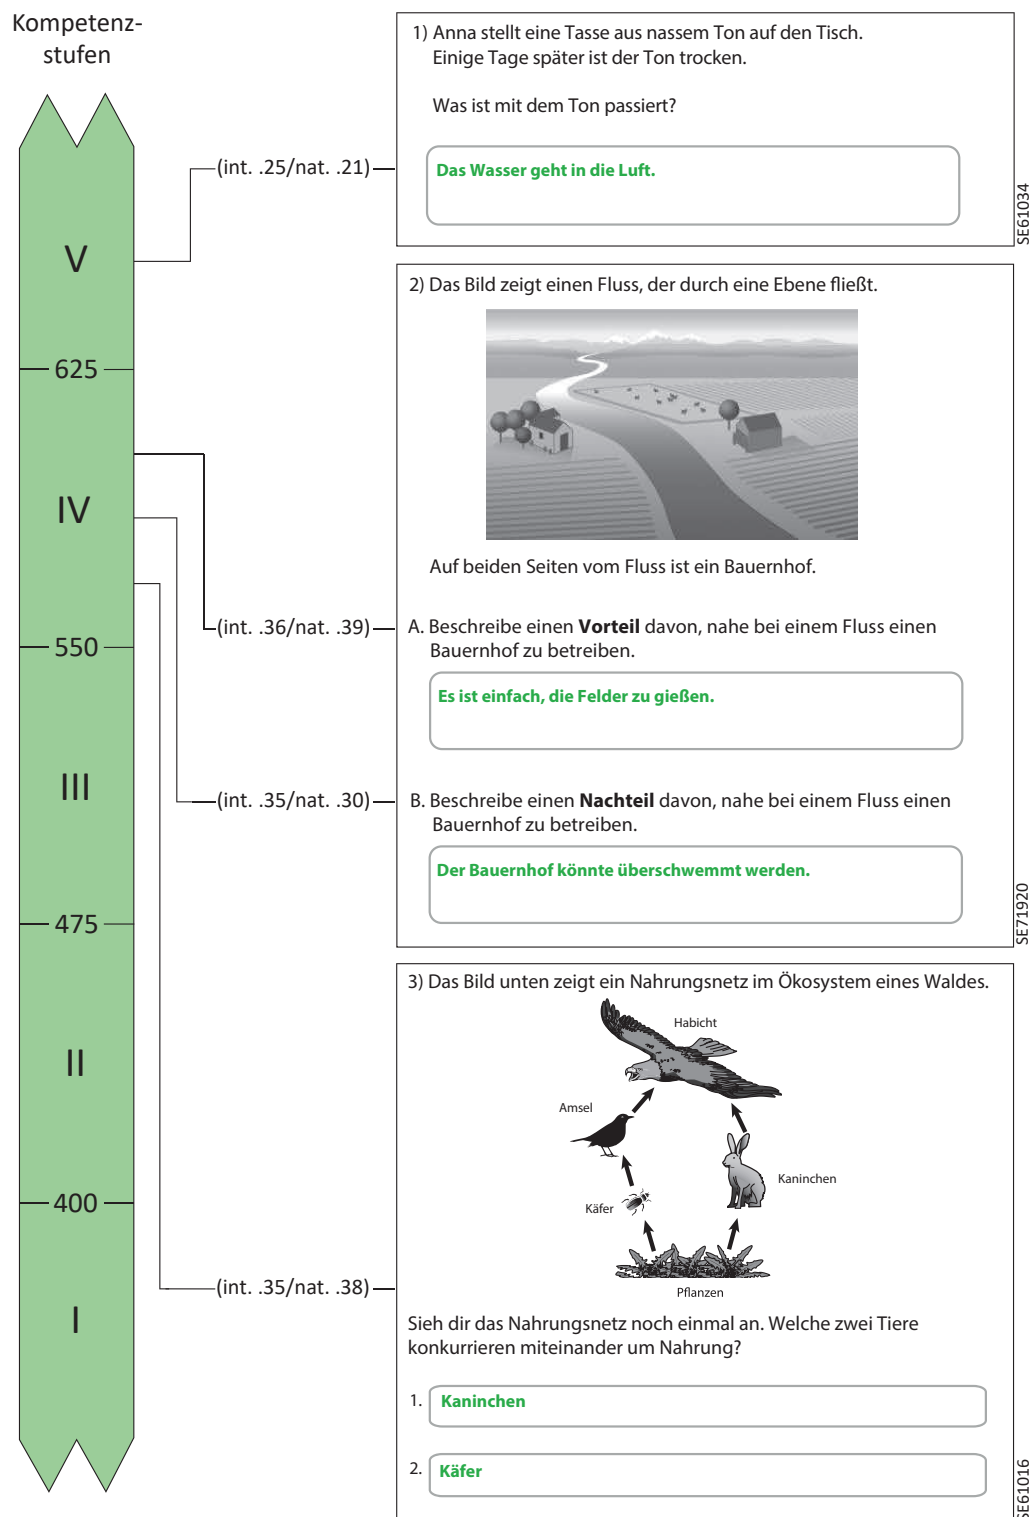 Kompetenz-
stufen
V
625
IV
550
III
475
II
400
I
(int. .25/nat. .21)
1) Anna stellt eine Tasse aus nassem Ton auf den Tisch.
Einige Tage später ist der Ton trocken.
Was ist mit dem Ton passiert?
Das Wasser geht in die Luft.
SE61034
2) Das Bild zeigt einen Fluss, der durch eine Ebene fließt.
Auf beiden Seiten vom Fluss ist ein Bauernhof.
(int. .36/nat. .39)
A. Beschreibe einen Vorteil davon, nahe bei einem Fluss einen
Bauernhof zu betreiben.
Es ist einfach, die Felder zu gießen.
(int. .35/nat. .30)
B. Beschreibe einen Nachteil davon, nahe bei einem Fluss einen
Bauernhof zu betreiben.
Der Bauernhof könnte überschwemmt werden.
SE71920
3) Das Bild unten zeigt ein Nahrungsnetz im Ökosystem eines Waldes.
Habicht
Amsel
Kaninchen
Käfer
Pflanzen
(int. .35/nat. .38)
Sieh dir das Nahrungsnetz noch einmal an. Welche zwei Tiere
konkurrieren miteinander um Nahrung?
1. Kaninchen
2. Käfer
SE61016